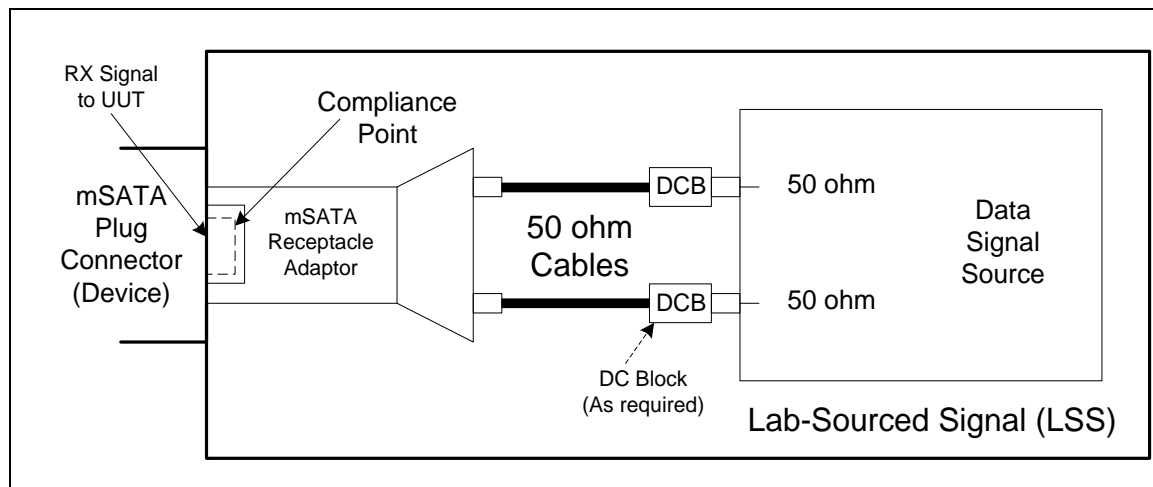 RX Signal
to UUT
Compliance
Point
mSATA
Plug
Connector
(Device)
mSATA
Receptacle
Adaptor
50 ohm
Cables
DCB
DCB
50 ohm
50 ohm
Data
Signal
Source
DC Block
(As required)
Lab-Sourced Signal (LSS)